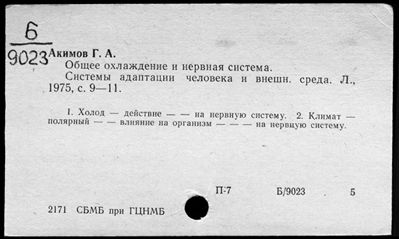 Б
9023
Акимов Г. А.
Общее охлаждение и нервная система.
Системы адаптации человека и внешн. среда. Л.,
1975, с. 9—11.
1. Холод — действие — — на нервную систему. 2. Климат —
полярный — — влияние на организм — — — на нервную систему.
П-7 Б/9023 5
2171 СБМБ при ГЦНМБ